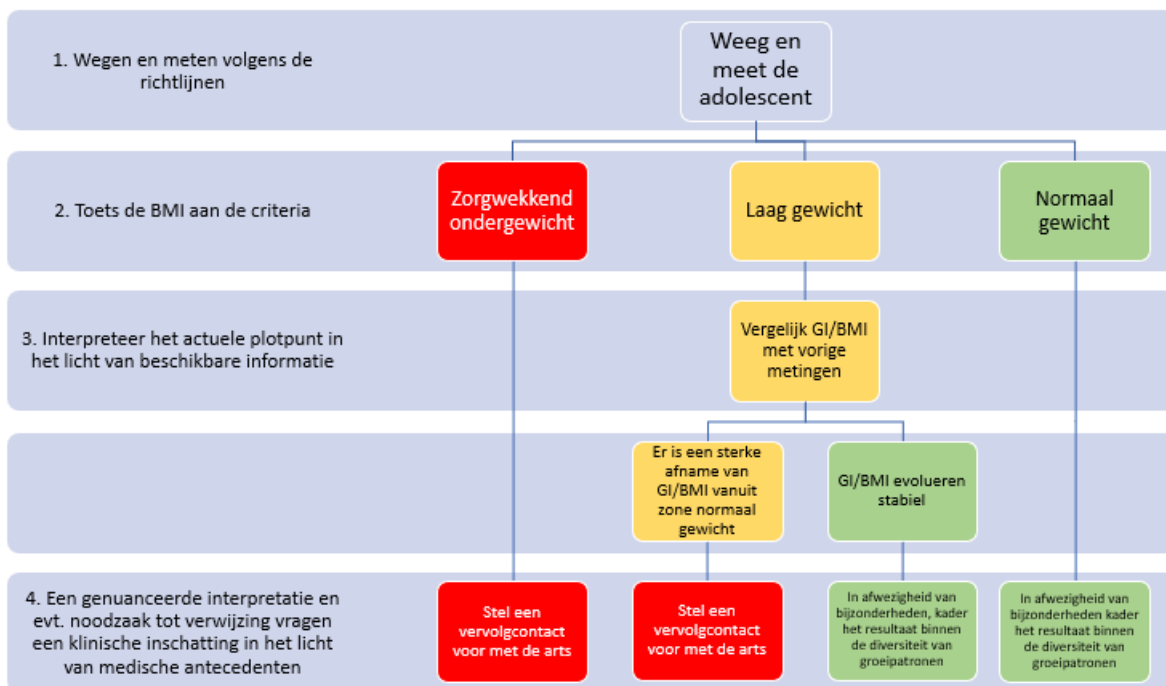 1. Wegen en meten volgens de
richtlijnen
Weeg en
meet de
adolescent
2. Toets de BMI aan de criteria
Zorgwekkend
ondergewicht
Laag gewicht
Normaal
gewicht
3. Interpreteer het actuele plotpunt in
het licht van beschikbare informatie
Vergelijk GI/BMI
met vorige
metingen
Er is een sterke
afname van
GI/BMI vanuit
zone normaal
gewicht
GI/BMI evolueren
stabiel
4. Een genuanceerde interpretatie en
evt. noodzaak tot verwijzing vragen
een klinische inschatting in het licht
van medische antecedenten
Stel een
vervolgcontact
voor met de arts
Stel een
vervolgcontact
voor met de arts
In afwezigheid van
bijzonderheden, kader
het resultaat binnen
de diversiteit van
groeipatronen
In afwezigheid van
bijzonderheden kader
het resultaat binnen
de diversiteit van
groeipatronen